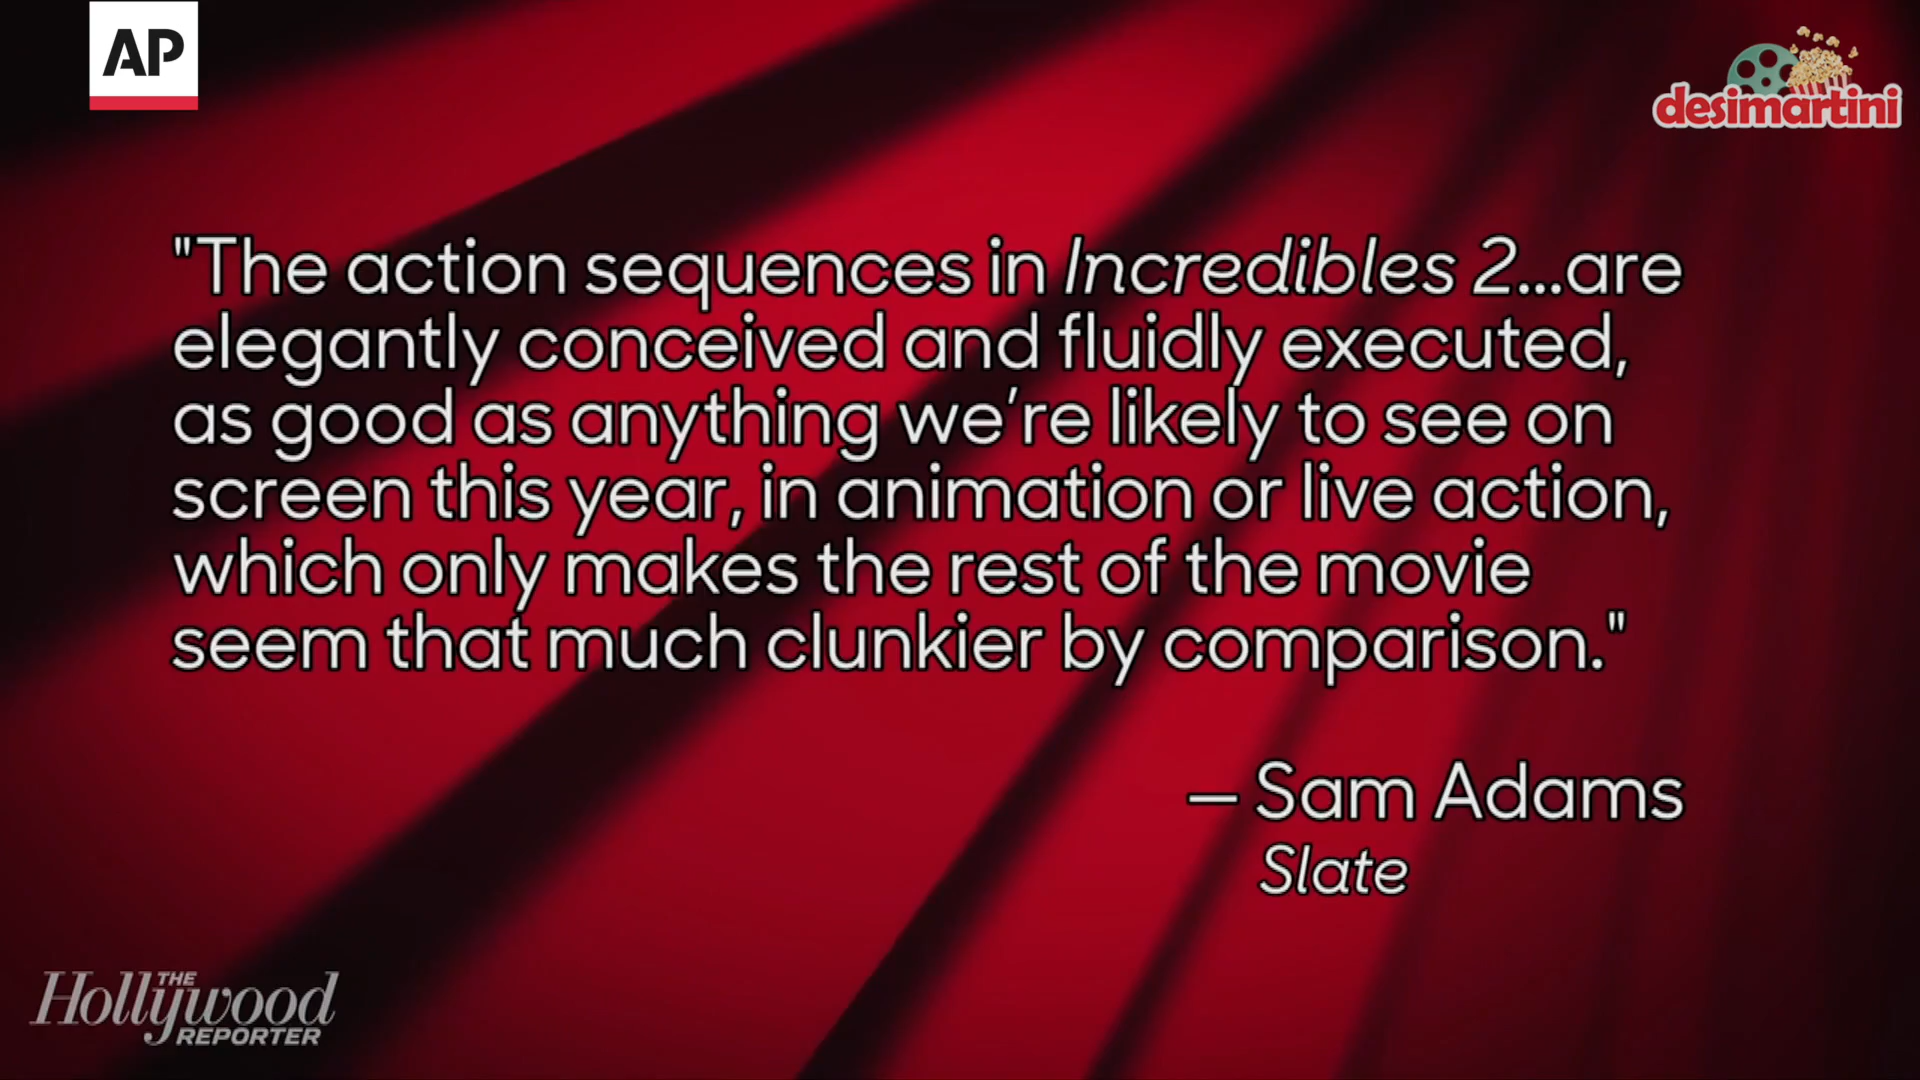 AP
desimartini
"The action sequences in Incredibles 2...are
elegantly conceived and fluidly executed,
as good as anything we’re likely to see on
screen this year, in animation or live action,
which only makes the rest of the movie
seem that much clunkier by comparison."
– Sam Adams
Slate
THE
Hollywood
REPORTER